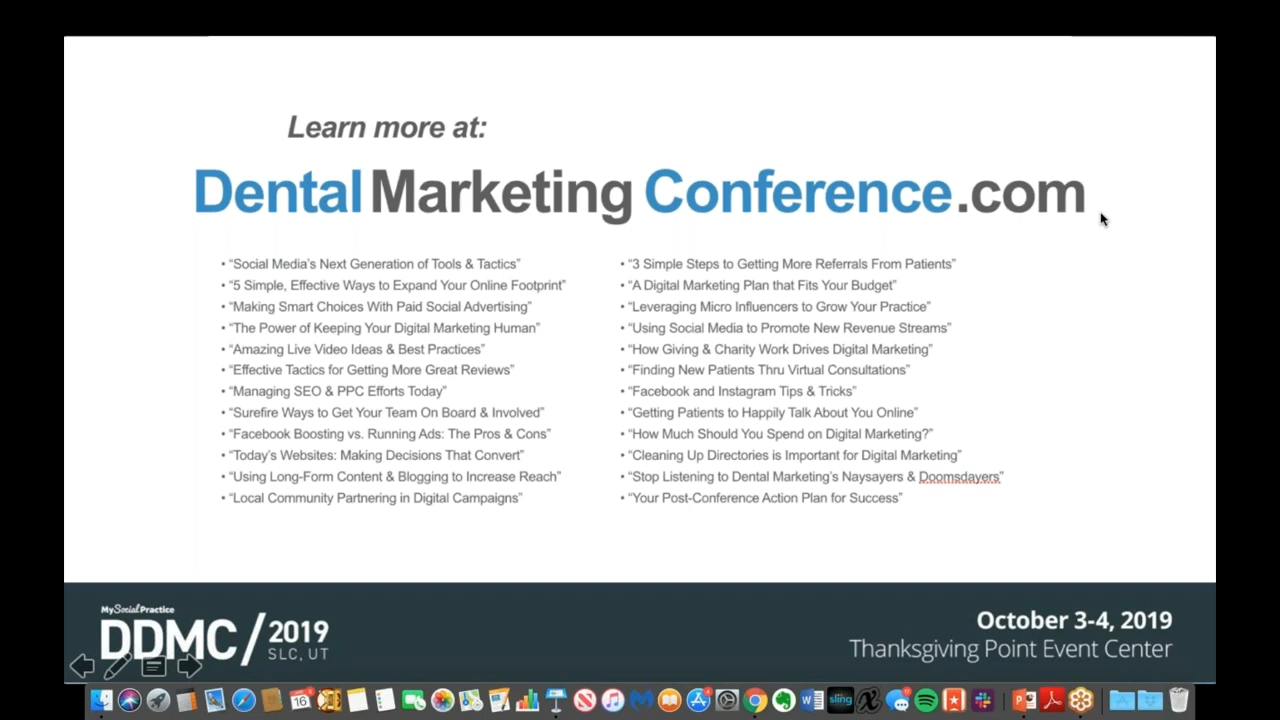 Learn more at:
DentalMarketing Conference.com
• “Social Media’s Next Generation of Tools & Tactics”
• “5 Simple, Effective Ways to Expand Your Online Footprint”
• “Making Smart Choices With Paid Social Advertising”
• “The Power of Keeping Your Digital Marketing Human”
• “Amazing Live Video Ideas & Best Practices”
• “Effective Tactics for Getting More Great Reviews”
• “Managing SEO & PPC Efforts Today”
• “Surefire Ways to Get Your Team On Board & Involved”
• “Facebook Boosting vs. Running Ads: The Pros & Cons”
• “Today’s Websites: Making Decisions That Convert”
• “Using Long-Form Content & Blogging to Increase Reach”
• “Local Community Partnering in Digital Campaigns”
• “3 Simple Steps to Getting More Referrals From Patients”
• “A Digital Marketing Plan that Fits Your Budget”
• “Leveraging Micro Influencers to Grow Your Practice”
• “Using Social Media to Promote New Revenue Streams”
• “How Giving & Charity Work Drives Digital Marketing”
• “Finding New Patients Thru Virtual Consultations”
• “Facebook and Instagram Tips & Tricks”
• “Getting Patients to Happily Talk About You Online”
• “How Much Should You Spend on Digital Marketing?”
• “Cleaning Up Directories is Important for Digital Marketing”
• “Stop Listening to Dental Marketing’s Naysayers & Doomsdayers”
• “Your Post-Conference Action Plan for Success”
My Social Practice
DDMC / 2019
SLC, UT
October 3-4, 2019
Thanksgiving Point Event Center
16
sling